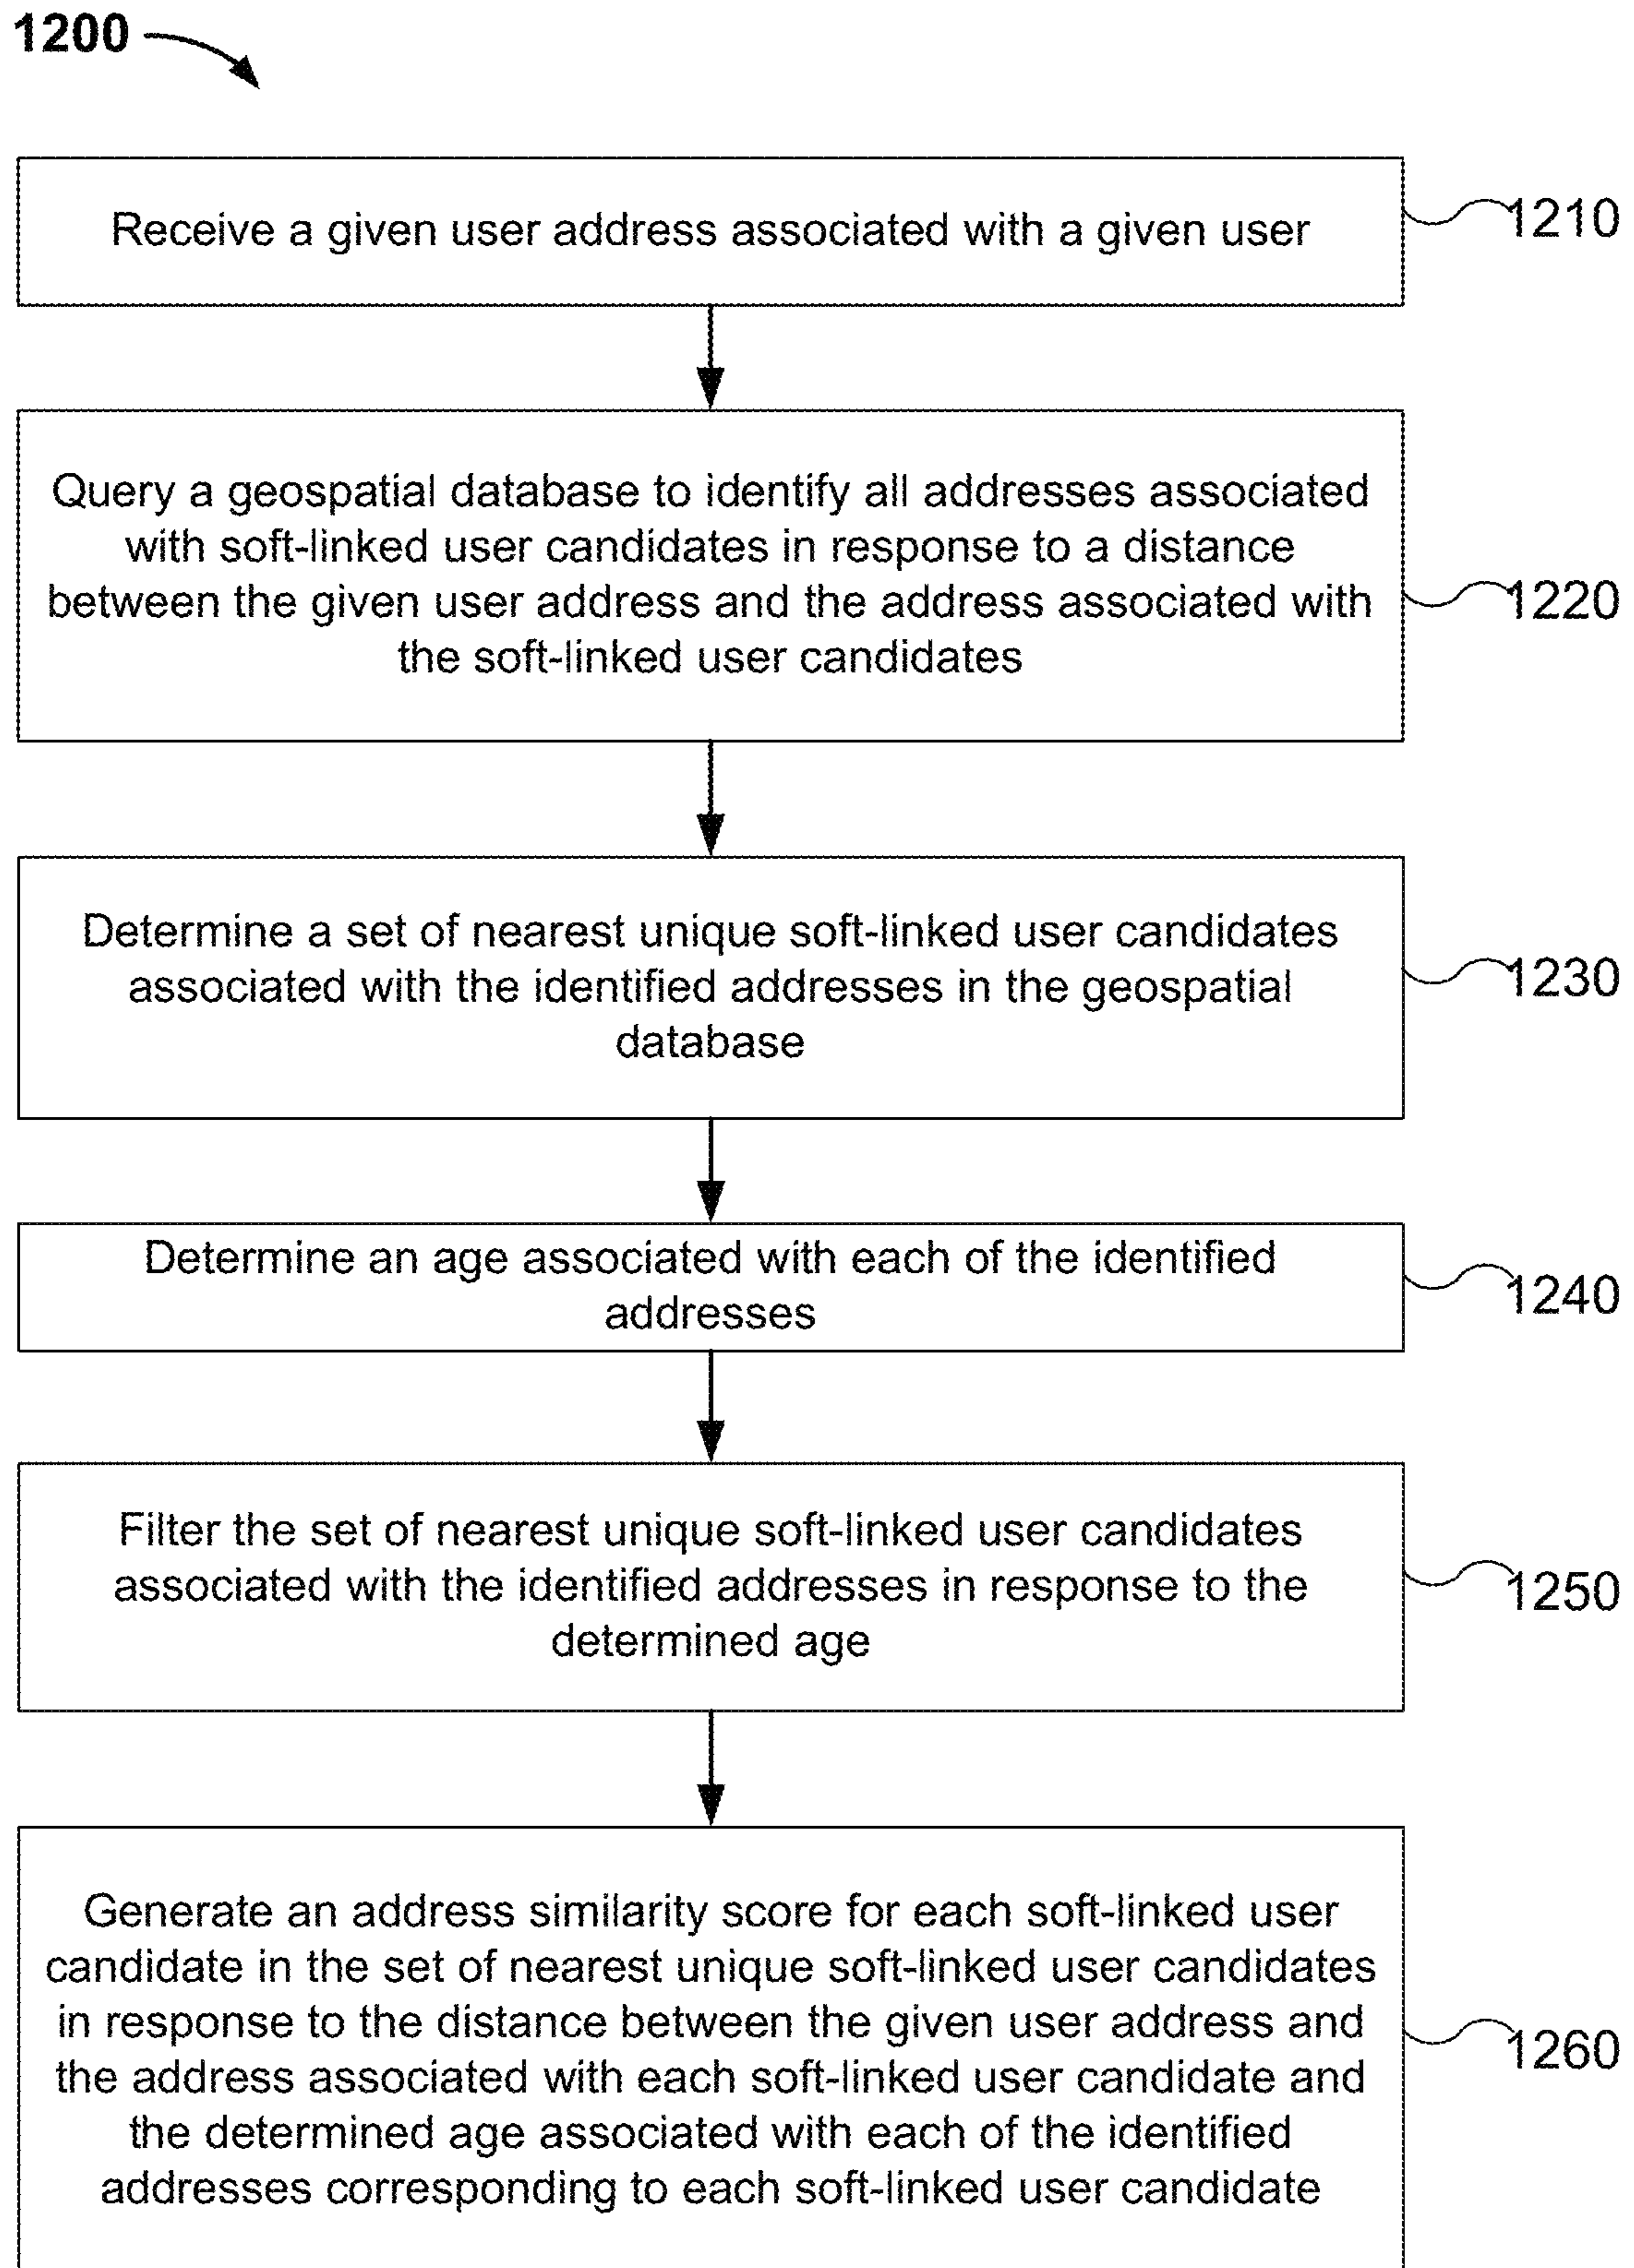 1200
Receive a given user address associated with a given user
1210
Query a geospatial database to identify all addresses associated
with soft-linked user candidates in response to a distance
between the given user address and the address associated with
the soft-linked user candidates
1220
Determine a set of nearest unique soft-linked user candidates
associated with the identified addresses in the geospatial
database
1230
Determine an age associated with each of the identified
addresses
1240
Filter the set of nearest unique soft-linked user candidates
associated with the identified addresses in response to the
determined age
1250
Generate an address similarity score for each soft-linked user
candidate in the set of nearest unique soft-linked user candidates
in response to the distance between the given user address and
the address associated with each soft-linked user candidate and
the determined age associated with each of the identified
addresses corresponding to each soft-linked user candidate
1260